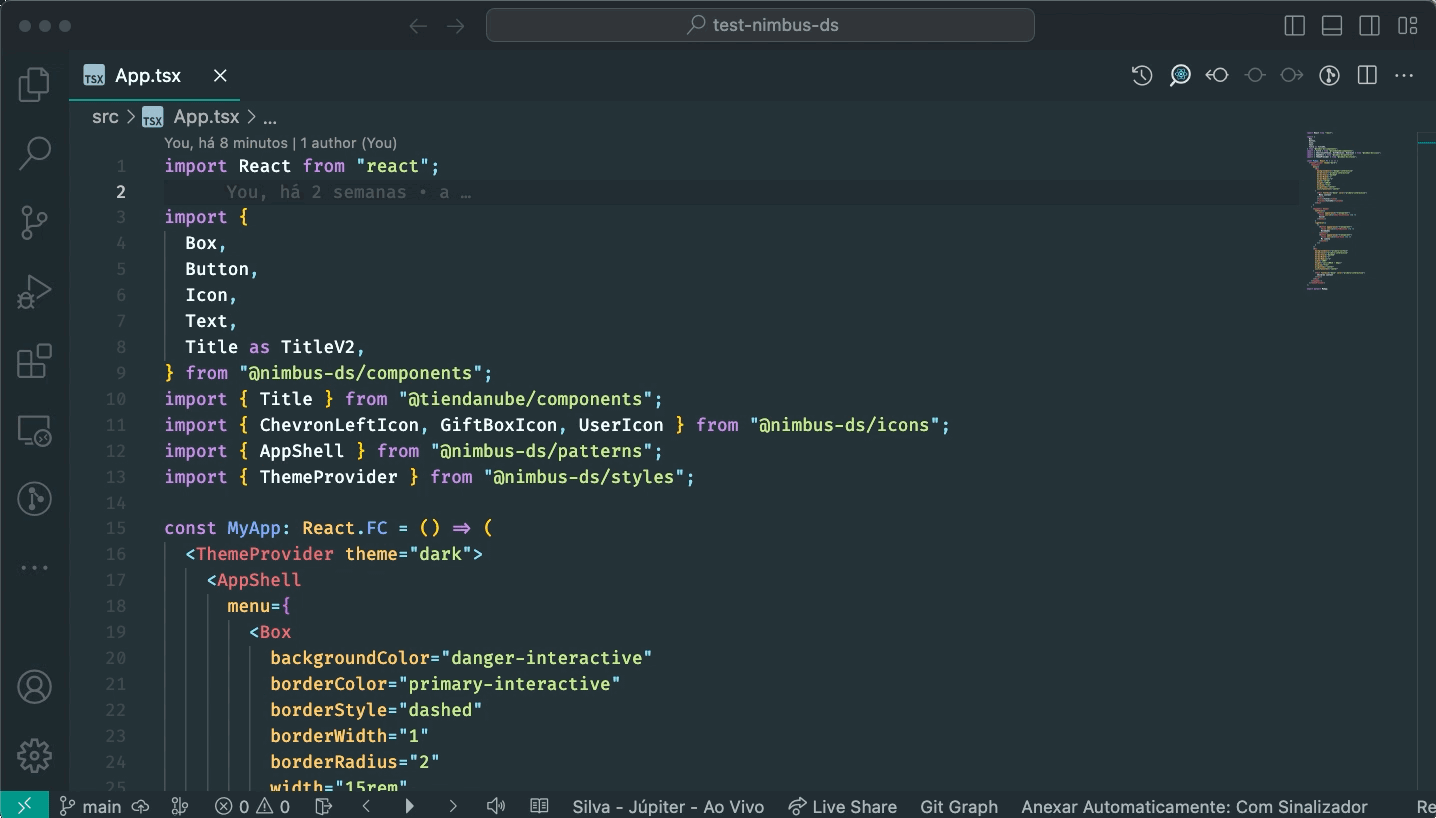 test-nimbus-ds
TSX App.tsx
src > TSX App.tsx > ...
You, há 8 minutos | 1 author (You)
1 import React from "react";
2 You, há 2 semanas • a …
3 import {
4 Box,
5 Button,
6 Icon,
7 Text,
8 Title as TitleV2,
9 } from "@nimbus-ds/components";
10 import { Title } from "@tiendanube/components";
11 import { ChevronLeftIcon, GiftBoxIcon, UserIcon } from "@nimbus-ds/icons";
12 import { AppShell } from "@nimbus-ds/patterns";
13 import { ThemeProvider } from "@nimbus-ds/styles";
14
15 const MyApp: React.FC = () => (
16 <ThemeProvider theme="dark">
17 <AppShell
18 menu={
19 <Box
20 backgroundColor="danger-interactive"
21 borderColor="primary-interactive"
22 borderStyle="dashed"
23 borderWidth="1"
24 borderRadius="2"
25 width="15rem"
main 0 0 Silva - Júpiter - Ao Vivo Live Share Git Graph Anexar Automaticamente: Com Sinalizador Re